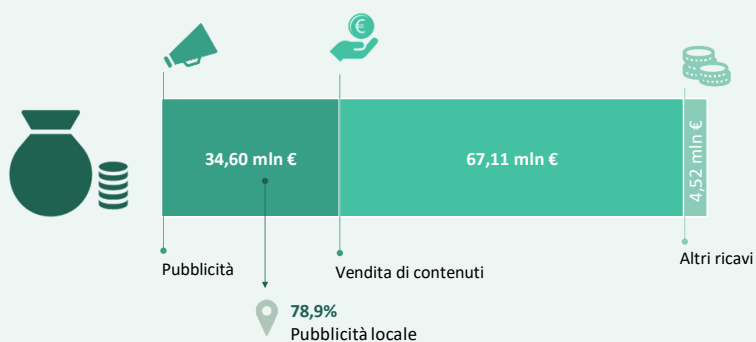 €
34,60 mln €
67,11 mln €
4,52 mln €
Pubblicità
Vendita di contenuti
Altri ricavi
78,9%
Pubblicità locale